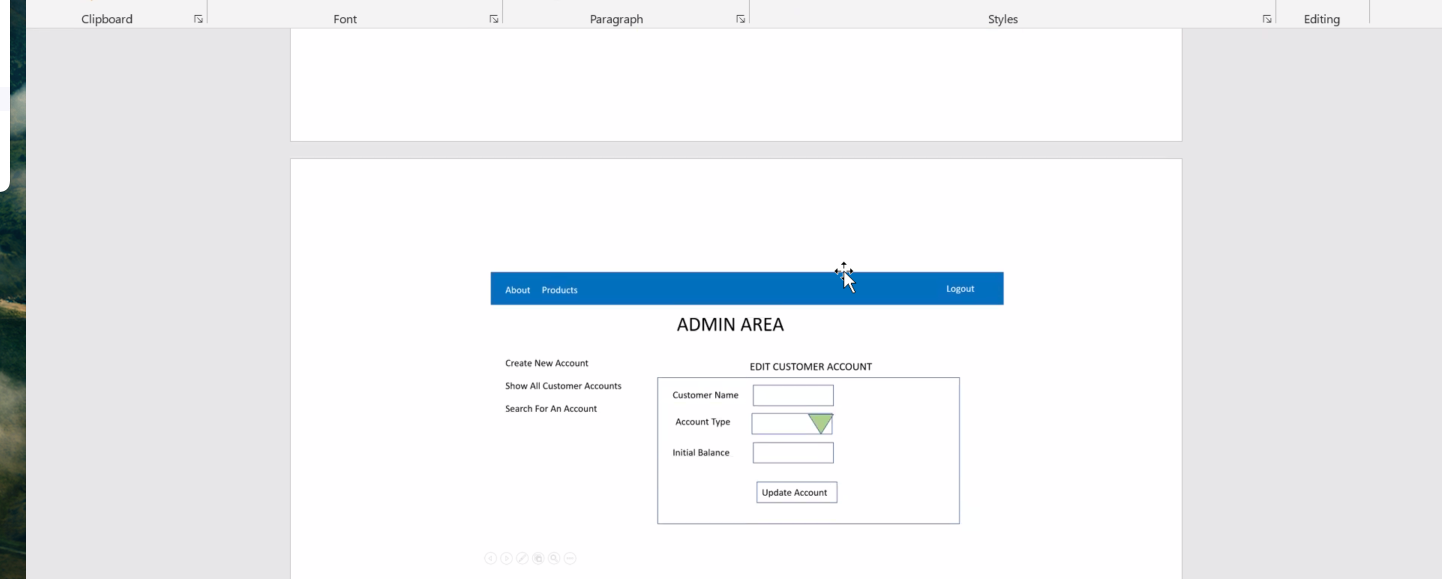 Clipboard Font Paragraph Styles Editing
About Products Logout
ADMIN AREA
Create New Account
EDIT CUSTOMER ACCOUNT
Show All Customer Accounts
Customer Name
Search For An Account
Account Type
Initial Balance
Update Account